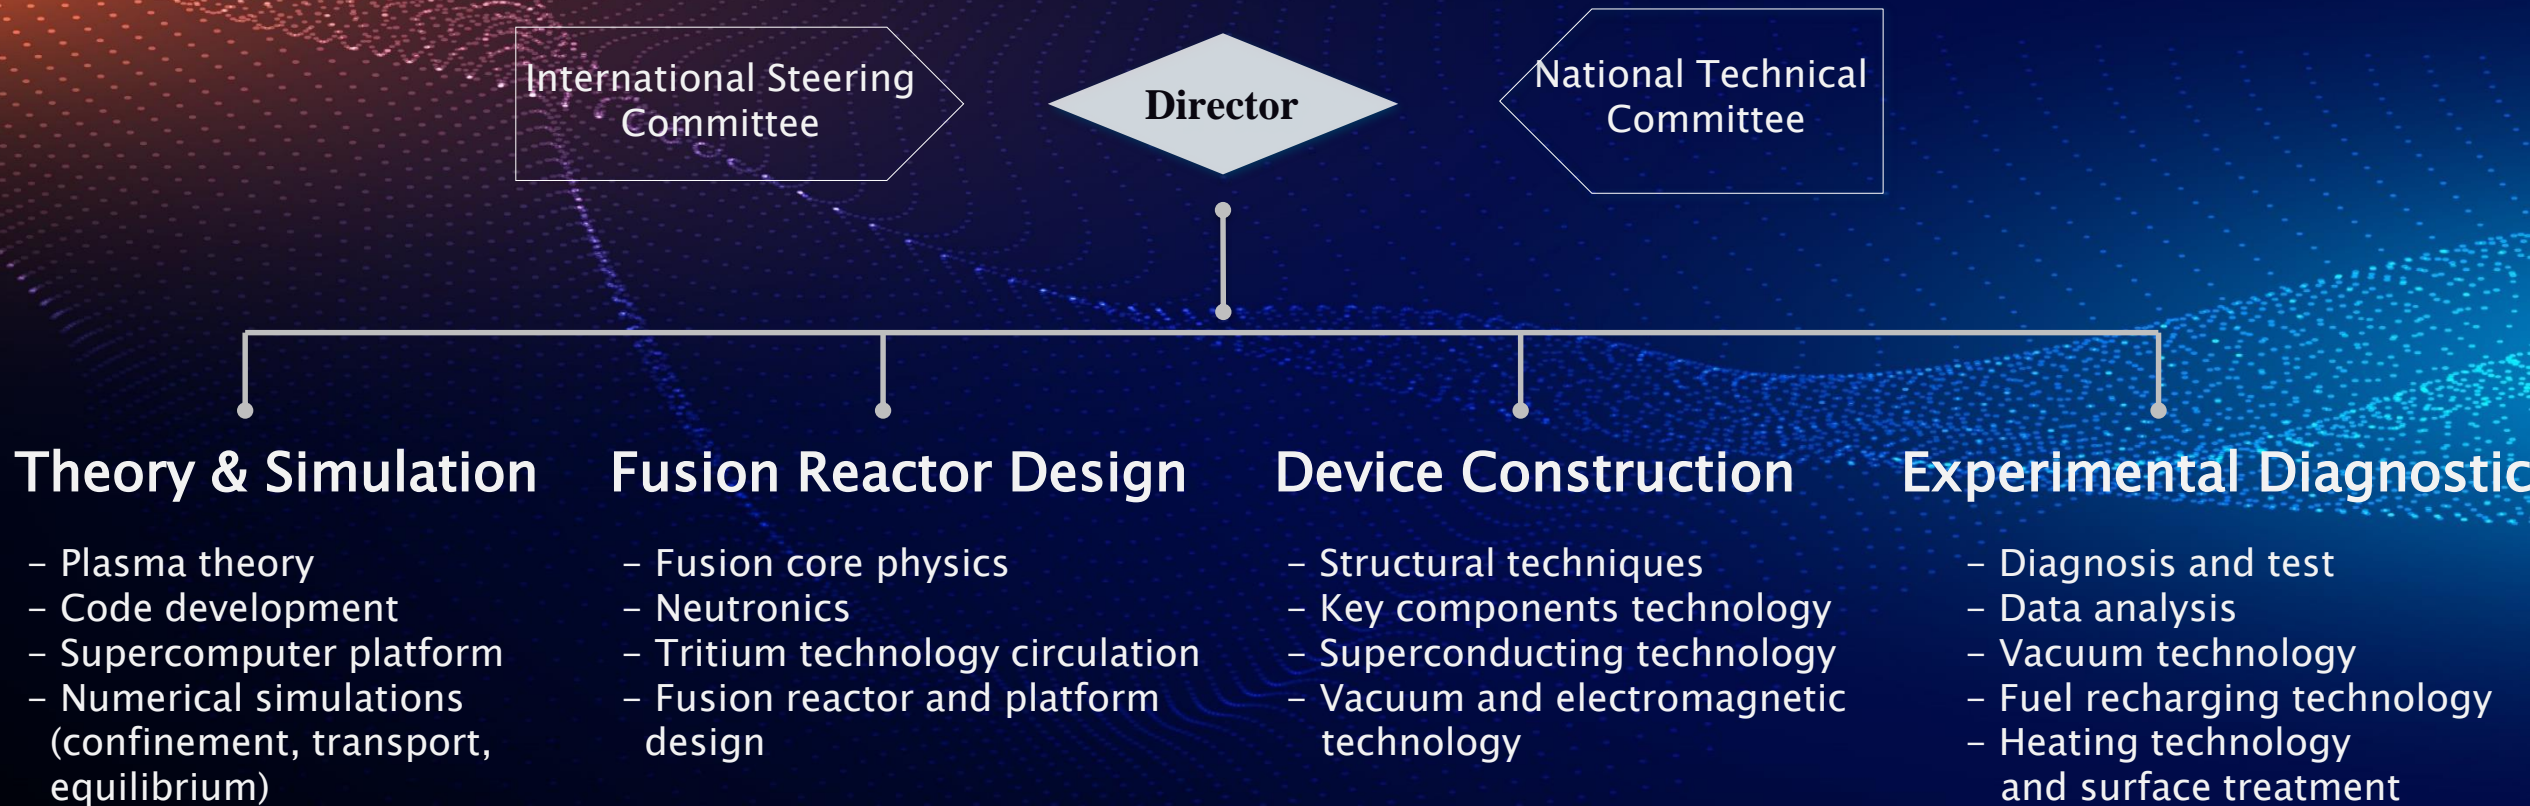 International Steering
Committee
Director
National Technical
Committee
Theory & Simulation
– Plasma theory
– Code development
– Supercomputer platform
– Numerical simulations
(confinement, transport,
equilibrium)
Fusion Reactor Design
– Fusion core physics
– Neutronics
– Tritium technology circulation
– Fusion reactor and platform
design
Device Construction
– Structural techniques
– Key components technology
– Superconducting technology
– Vacuum and electromagnetic
technology
Experimental Diagnostic
– Diagnosis and test
– Data analysis
– Vacuum technology
– Fuel recharging technology
– Heating technology
and surface treatment